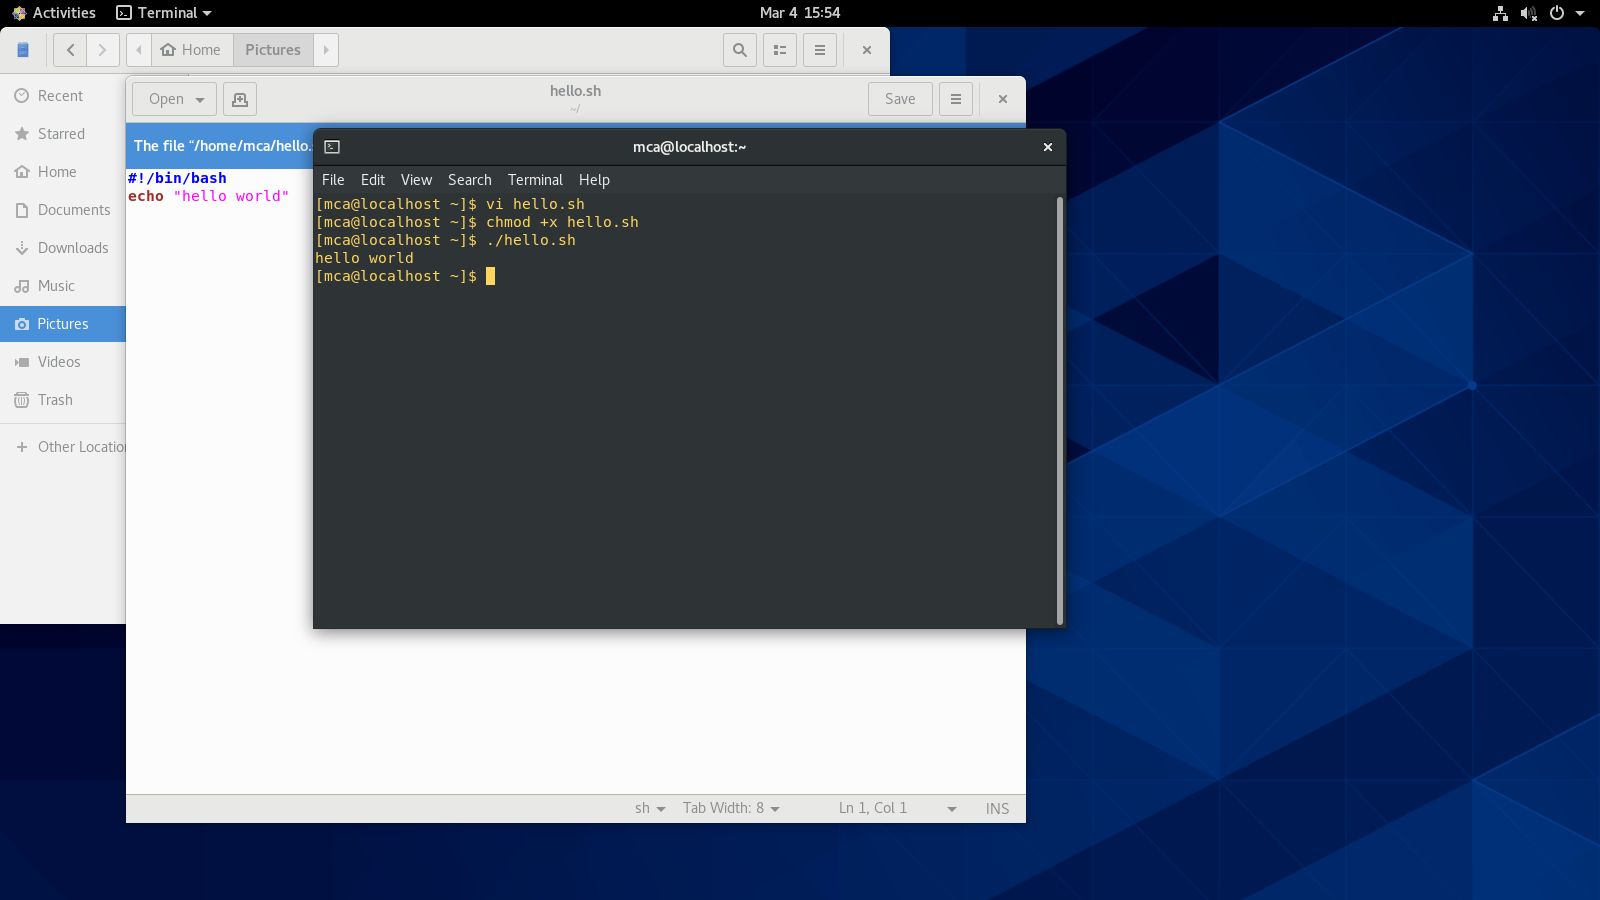 Activities Terminal Mar 4 15:54
Home Pictures
Recent
Starred
Home
Documents
Downloads
Music
Pictures
Videos
Trash
Other
Open hello.sh Save
~/
The file “/home/mca/hello.
#!/bin/bash
echo "hello world"
sh Tab Width: 8 Ln 1, Col 1 INS
mca@localhost:~
File Edit View Search Terminal Help
[mca@localhost ~]$ vi hello.sh
[mca@localhost ~]$ chmod +x hello.sh
[mca@localhost ~]$ ./hello.sh
hello world
[mca@localhost ~]$